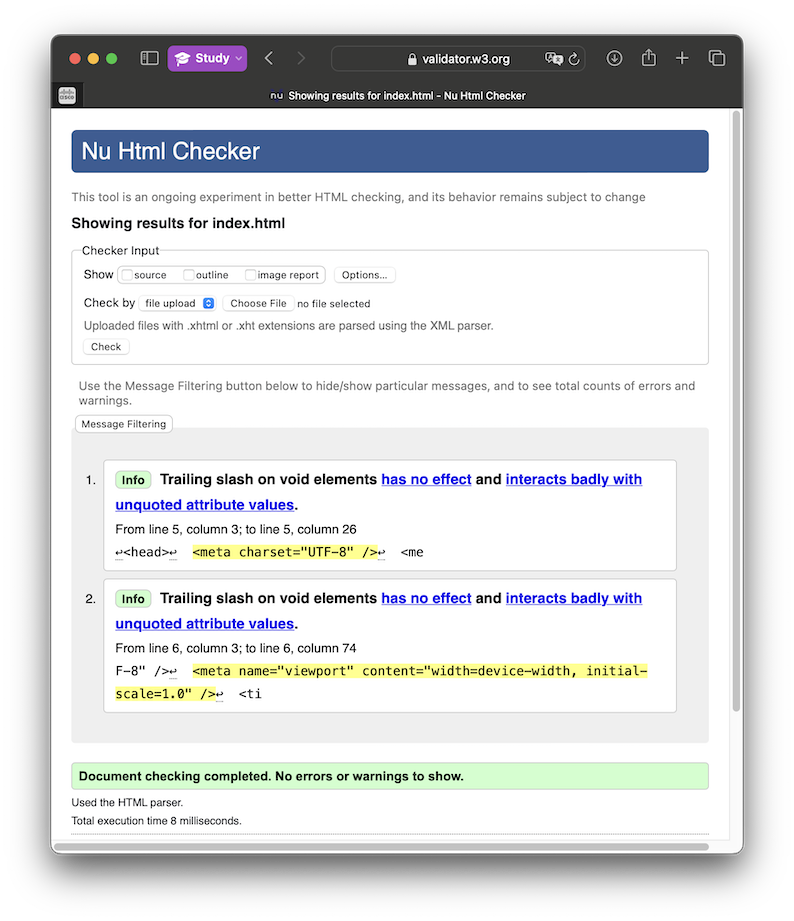 Study
validator.w3.org
CISCO
nu Showing results for index.html - Nu Html Checker
Nu Html Checker
This tool is an ongoing experiment in better HTML checking, and its behavior remains subject to change
Showing results for index.html
Checker Input
Show source outline image report Options...
Check by file upload Choose File no file selected
Uploaded files with .xhtml or .xht extensions are parsed using the XML parser.
Check
Use the Message Filtering button below to hide/show particular messages, and to see total counts of errors and
warnings.
Message Filtering
1. Info Trailing slash on void elements has no effect and interacts badly with
unquoted attribute values.
From line 5, column 3; to line 5, column 26
↩<head>↩ <meta charset="UTF-8" />↩ <me
2. Info Trailing slash on void elements has no effect and interacts badly with
unquoted attribute values.
From line 6, column 3; to line 6, column 74
F-8" />↩ <meta name="viewport" content="width=device-width, initial-
scale=1.0" />↩ <ti
Document checking completed. No errors or warnings to show.
Used the HTML parser.
Total execution time 8 milliseconds.